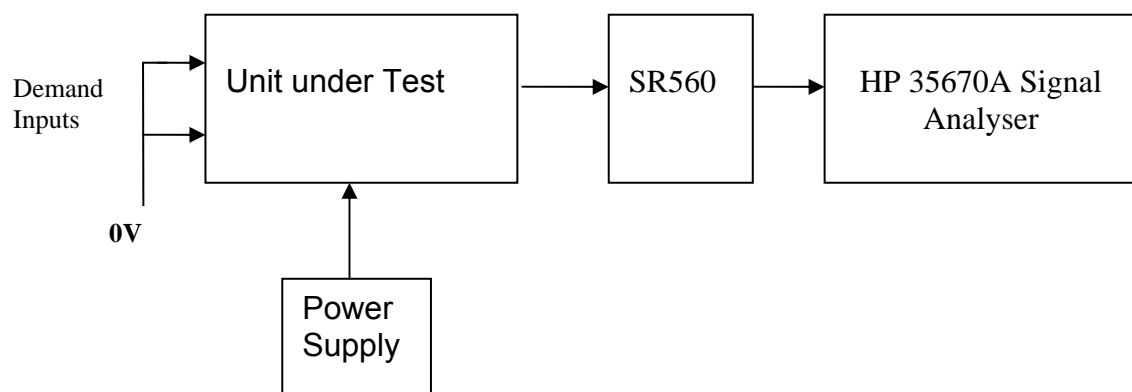 Demand
Inputs
0V
Unit under Test
SR560
HP 35670A Signal
Analyser
Power
Supply